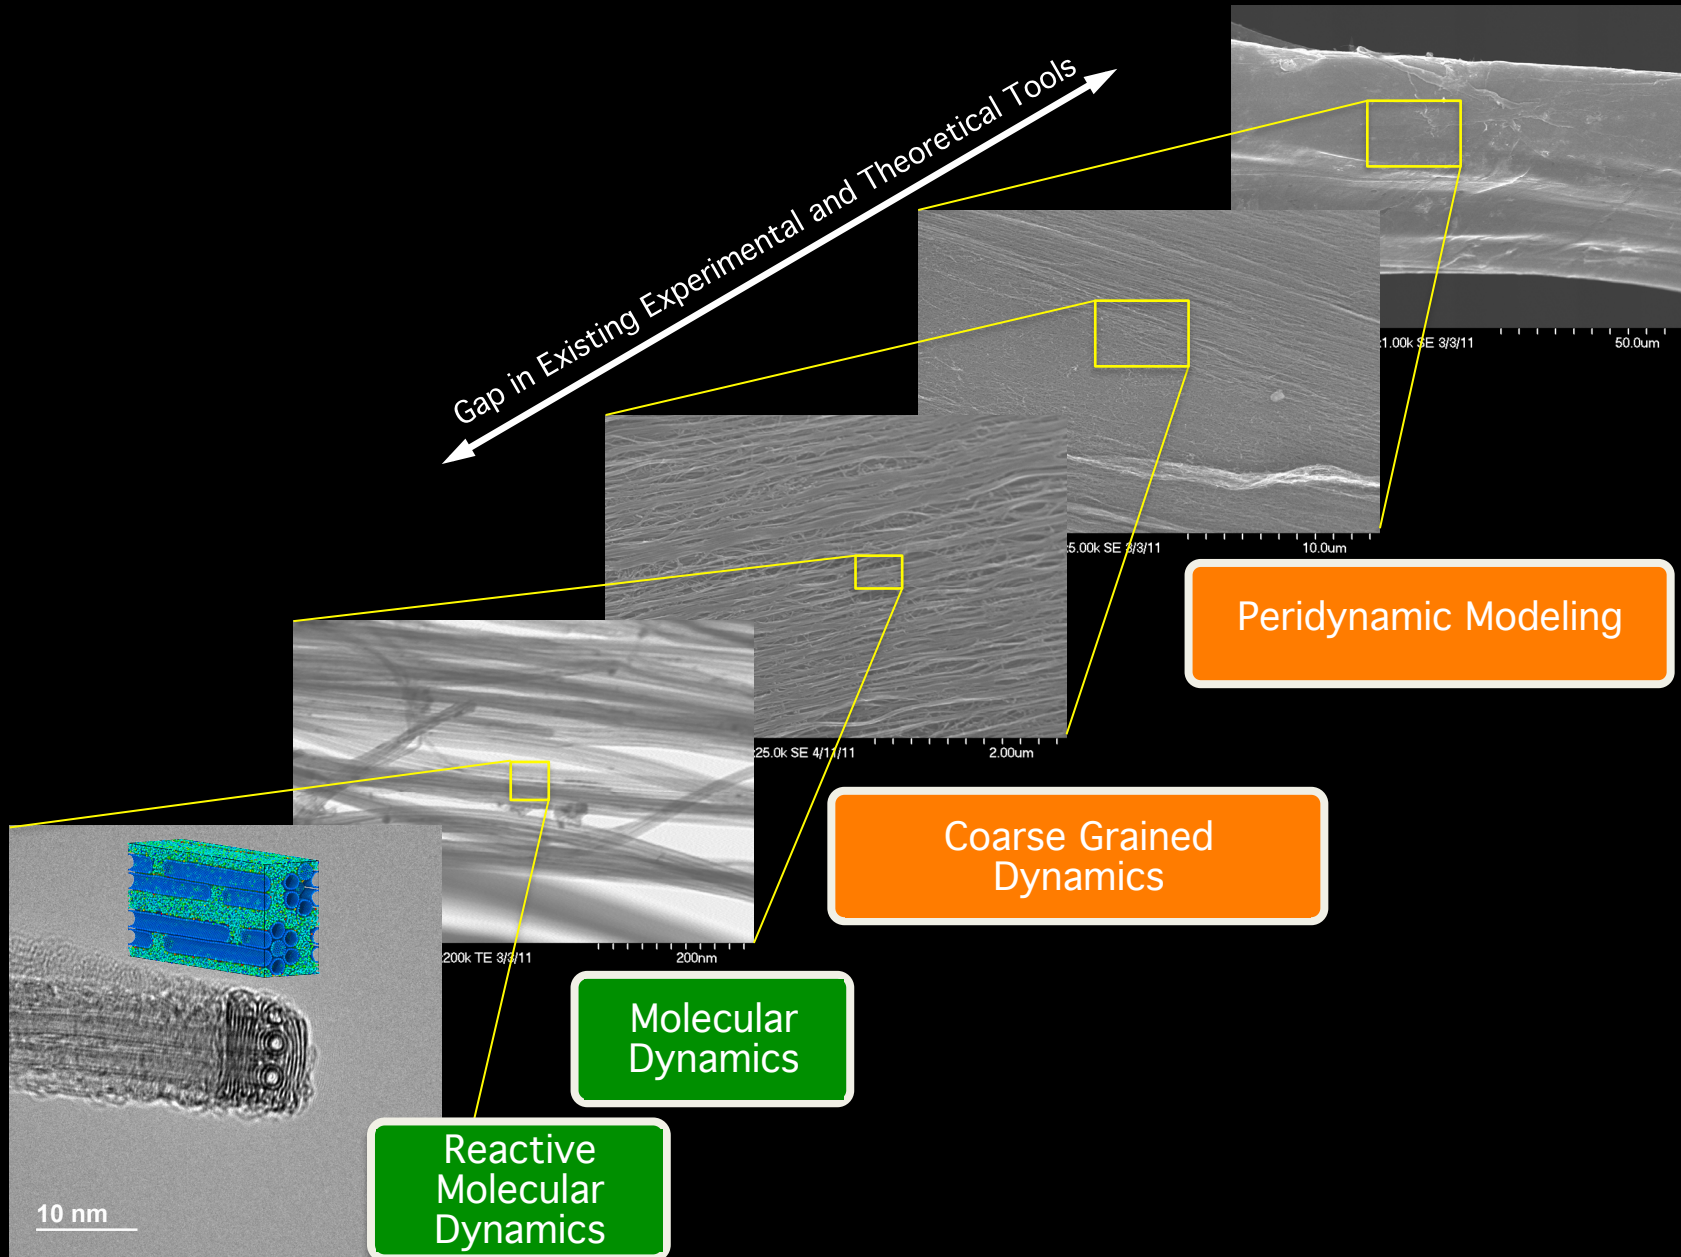 Gap in Existing Experimental and Theoretical Tools
1.00k SE 3/3/11 50.0um
5.00k SE 3/3/11 10.0um
Peridynamic Modeling
25.0k SE 4/11/11 2.00um
Coarse Grained
Dynamics
200k TE 3/3/11 200nm
Molecular
Dynamics
Reactive
Molecular
Dynamics
10 nm